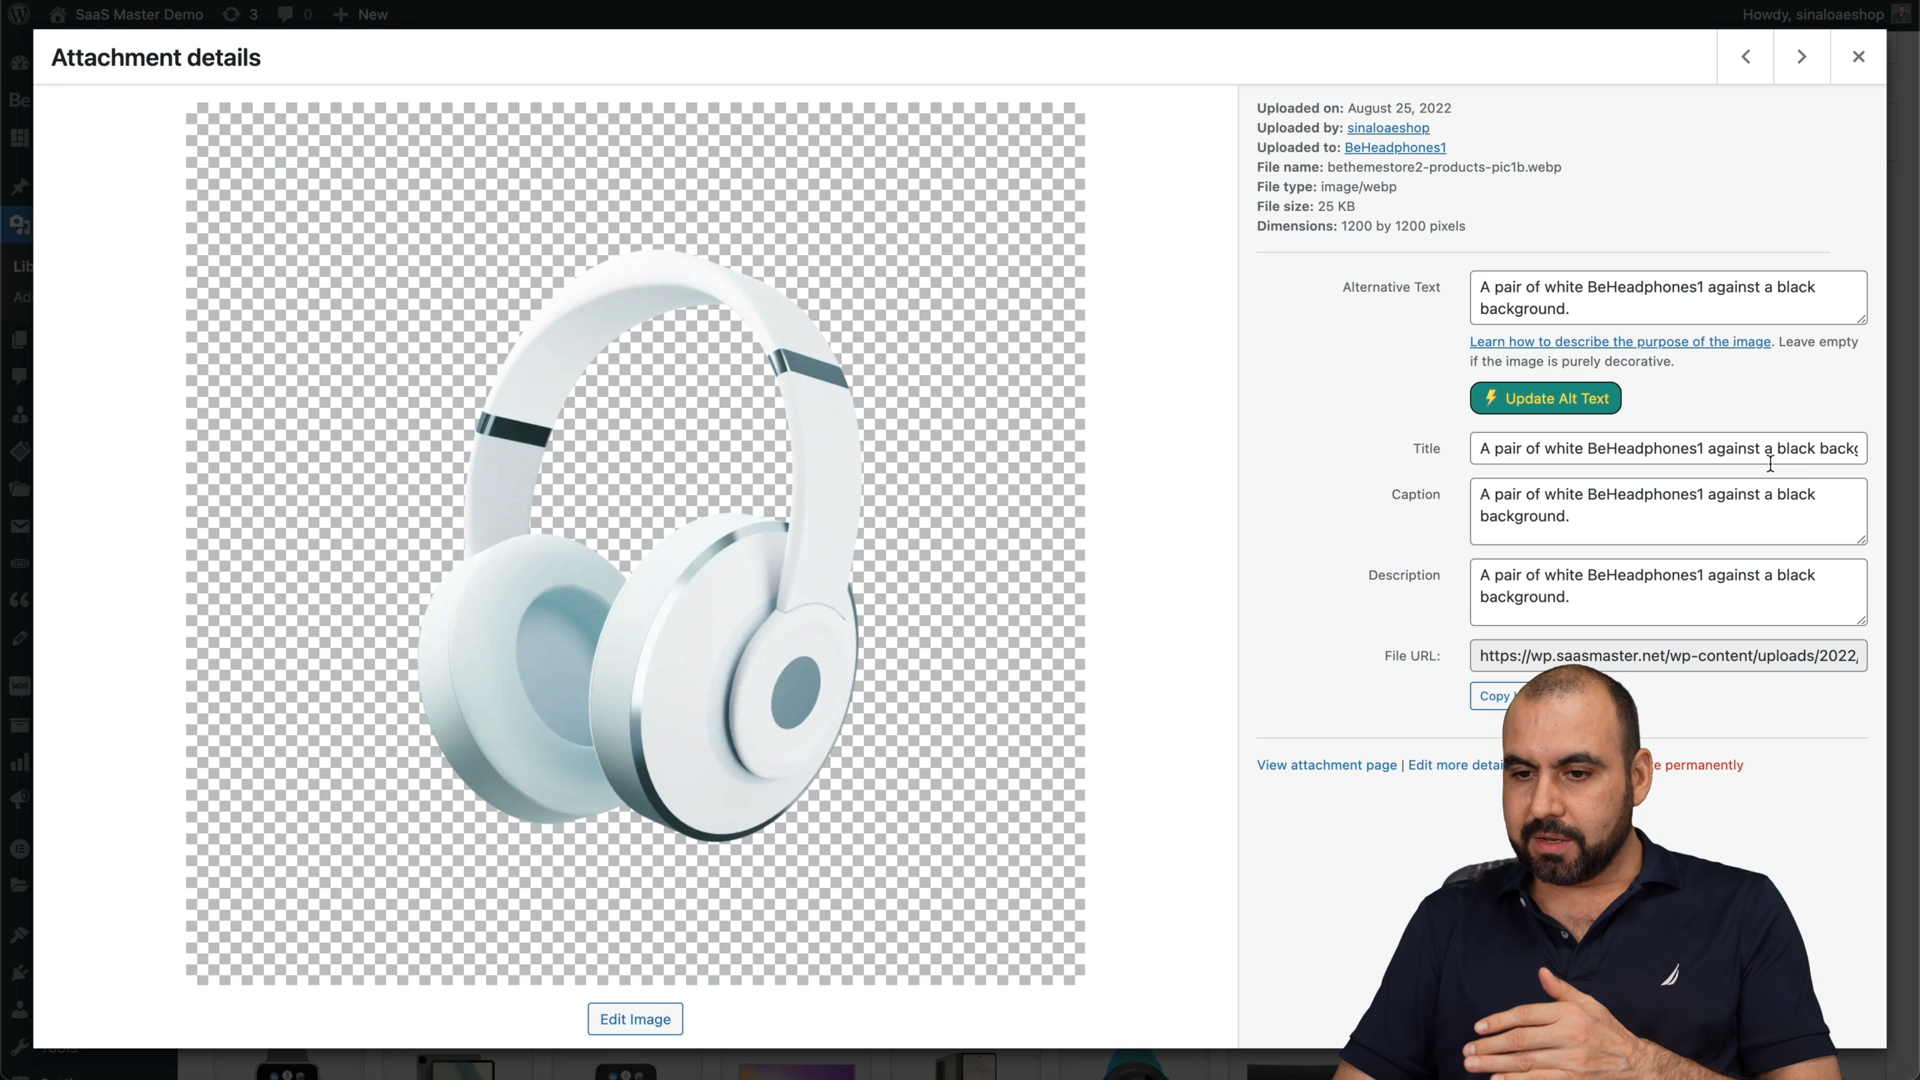 SaaS Master Demo
3
0
New
Howdy, sinaloaeshop
Attachment details
Be
Lib
Uploaded on: August 25, 2022
Uploaded by: sinaloaeshop
Uploaded to: BeHeadphones1
File name: bethemestore2-products-pic1b.webp
File type: image/webp
File size: 25 KB
Dimensions: 1200 by 1200 pixels
Alternative Text
A pair of white BeHeadphones1 against a black
background.
Learn how to describe the purpose of the image. Leave empty
if the image is purely decorative.
Update Alt Text
Title
A pair of white BeHeadphones1 against a black backg
Caption
A pair of white BeHeadphones1 against a black
background.
Description
A pair of white BeHeadphones1 against a black
background.
File URL:
https://wp.saasmaster.net/wp-content/uploads/2022/
Copy
View attachment page | Edit more detai
e permanently
Edit Image